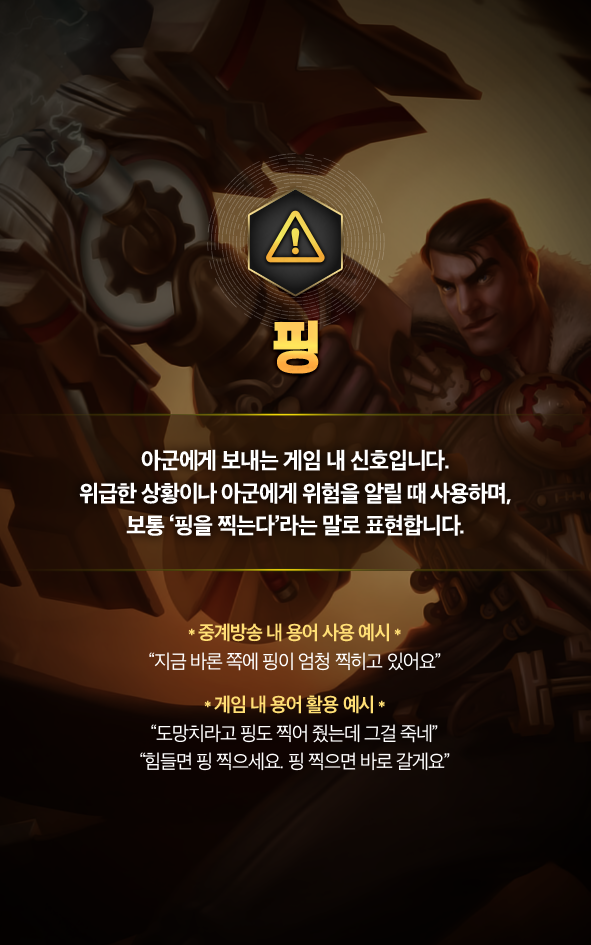 핑
아군에게 보내는 게임 내 신호입니다.
위급한 상황이나 아군에게 위험을 알릴 때 사용하며,
보통 ‘핑을 찍는다’라는 말로 표현합니다.
* 중계방송 내 용어 사용 예시 *
“지금 바론 쪽에 핑이 엄청 찍히고 있어요”
* 게임 내 용어 활용 예시 *
“도망치라고 핑도 찍어 줬는데 그걸 죽네”
“힘들면 핑 찍으세요. 핑 찍으면 바로 갈게요”